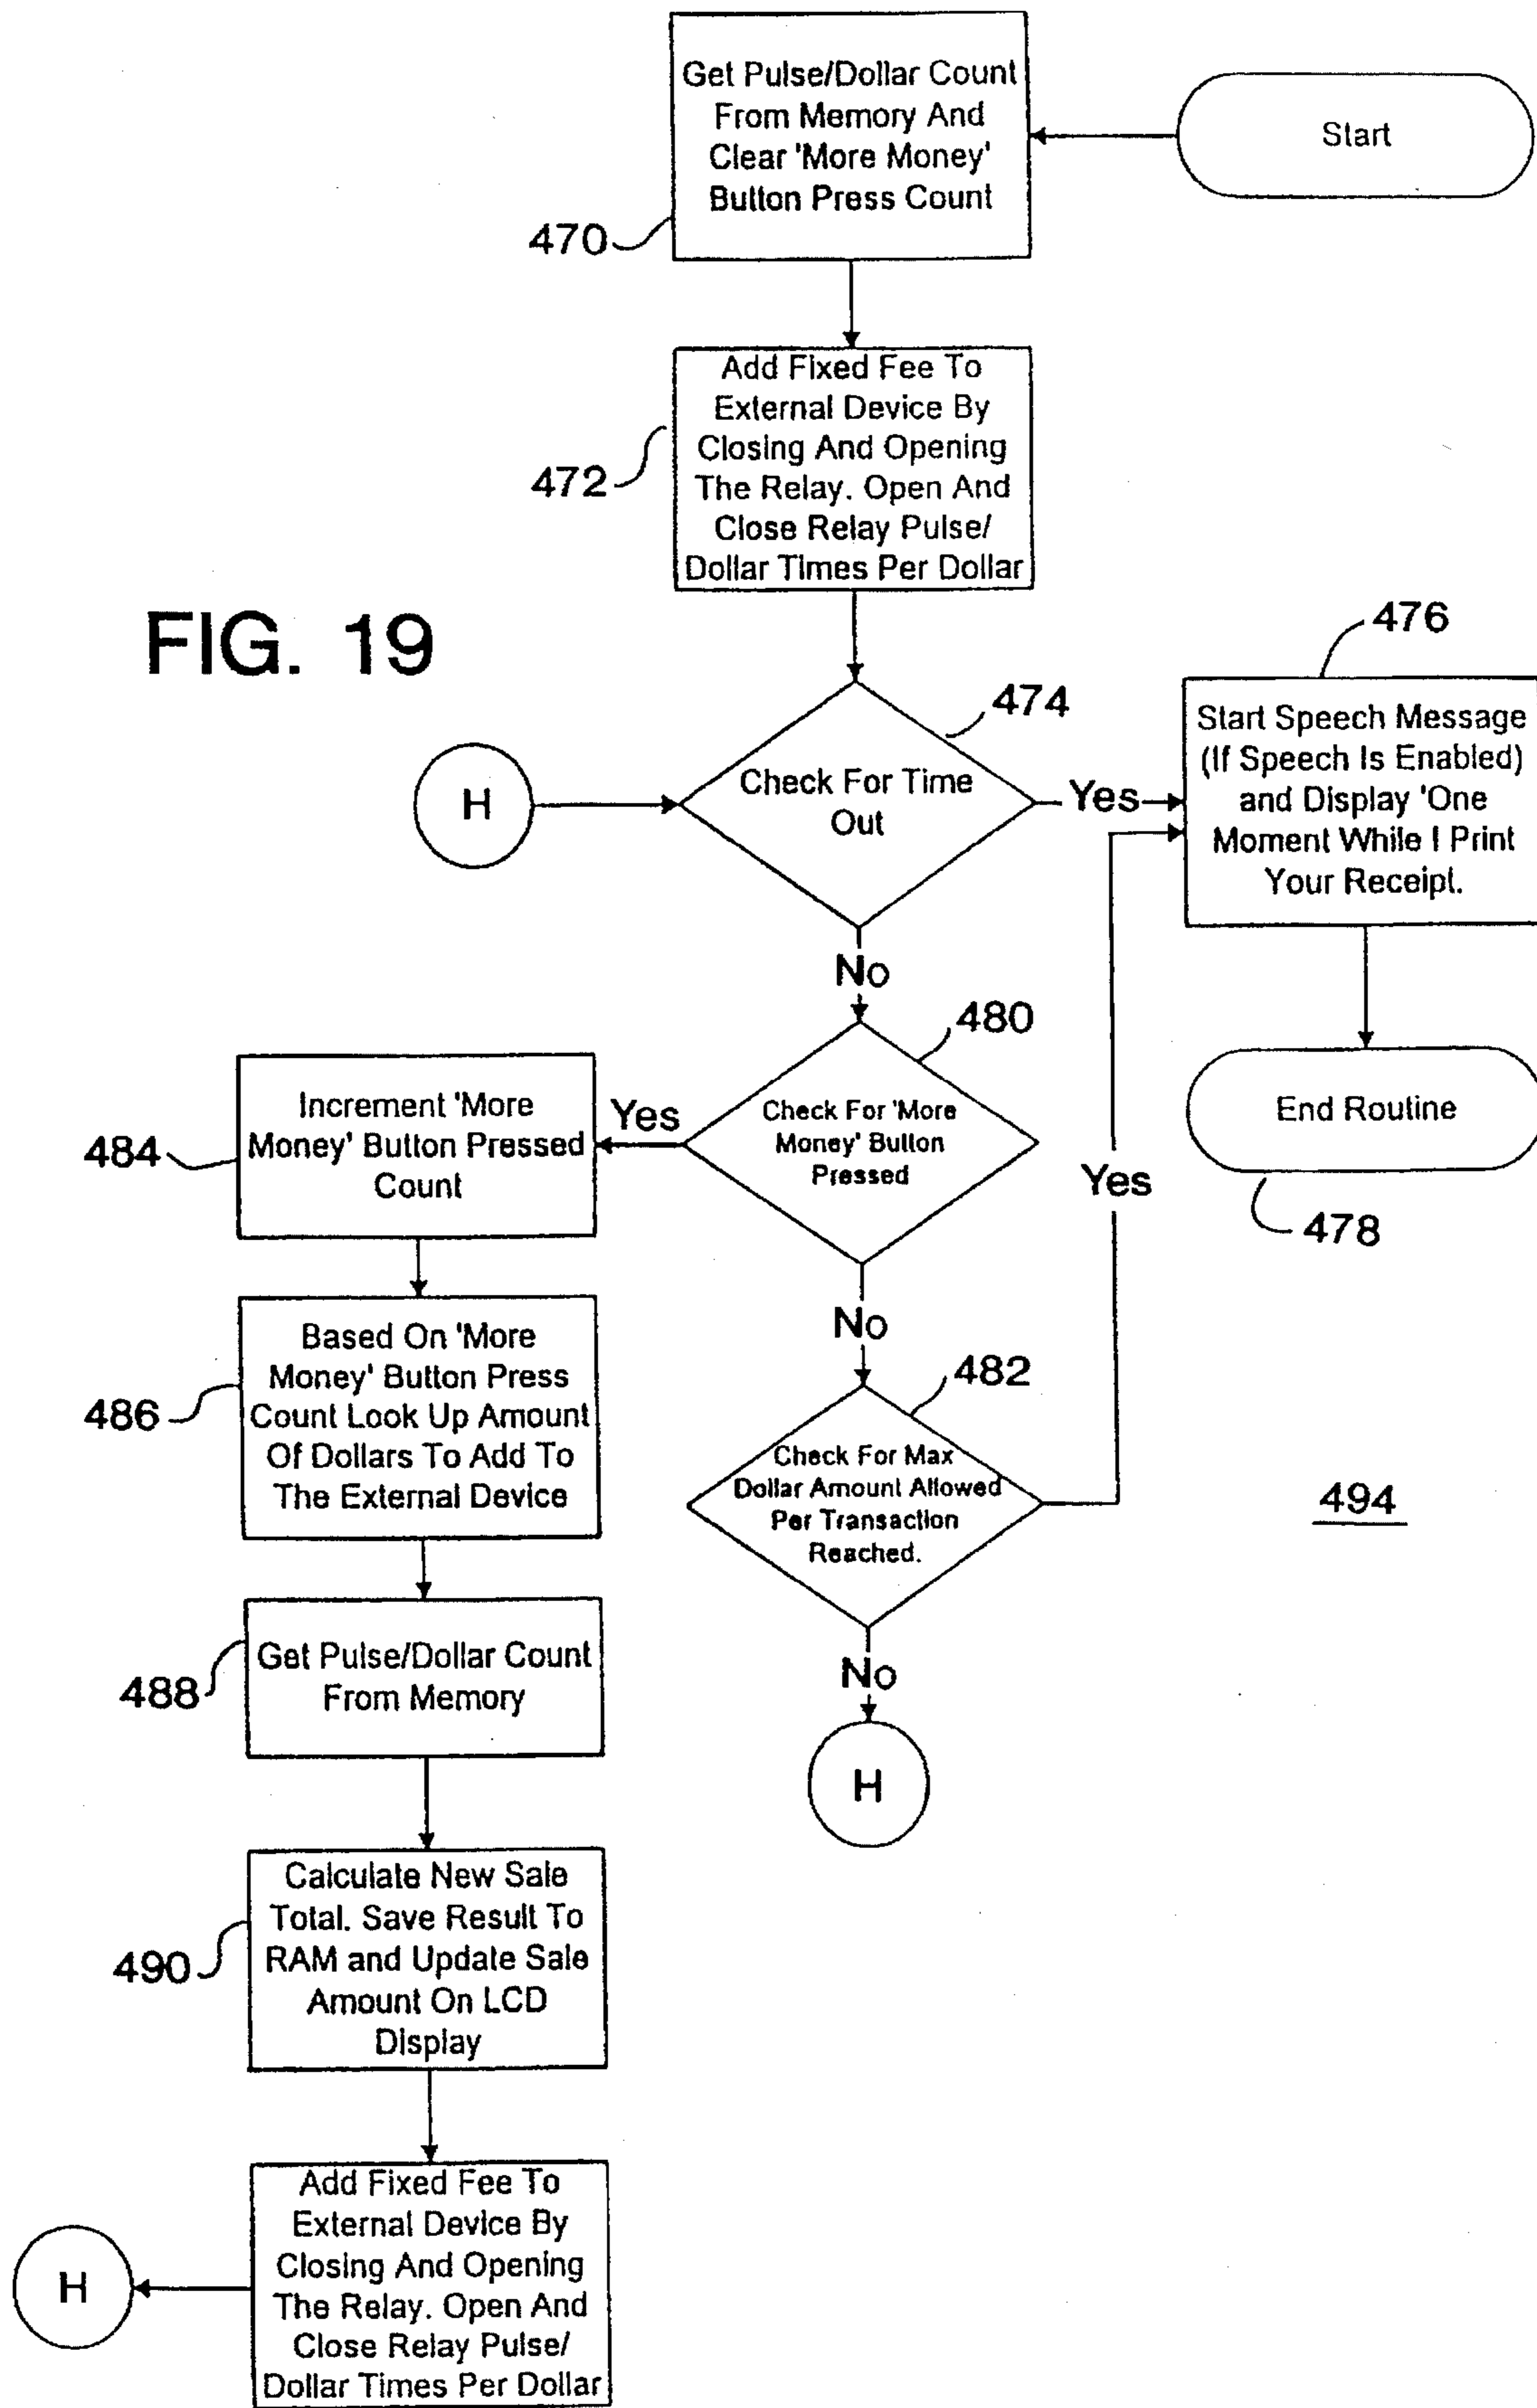 Get Pulse/Dollar Count
From Memory And
Clear 'More Money'
Button Press Count
Start
470
Add Fixed Fee To
External Device By
Closing And Opening
The Relay. Open And
Close Relay Pulse/
Dollar Times Per Dollar
472
FIG. 19
476
474
Start Speech Message
(If Speech Is Enabled)
and Display 'One
Moment While I Print
Your Receipt.
H
Check For Time
Out
Yes
No
480
End Routine
478
Increment 'More
Money' Button Pressed
Count
484
Yes
Check For 'More
Money' Button
Pressed
Yes
No
482
Based On 'More
Money' Button Press
Count Look Up Amount
Of Dollars To Add To
The External Device
486
Check For Max
Dollar Amount Allowed
Per Transaction
Reached.
494
Get Pulse/Dollar Count
From Memory
488
No
H
Calculate New Sale
Total. Save Result To
RAM and Update Sale
Amount On LCD
Display
490
Add Fixed Fee To
External Device By
Closing And Opening
The Relay. Open And
Close Relay Pulse/
Dollar Times Per Dollar
H